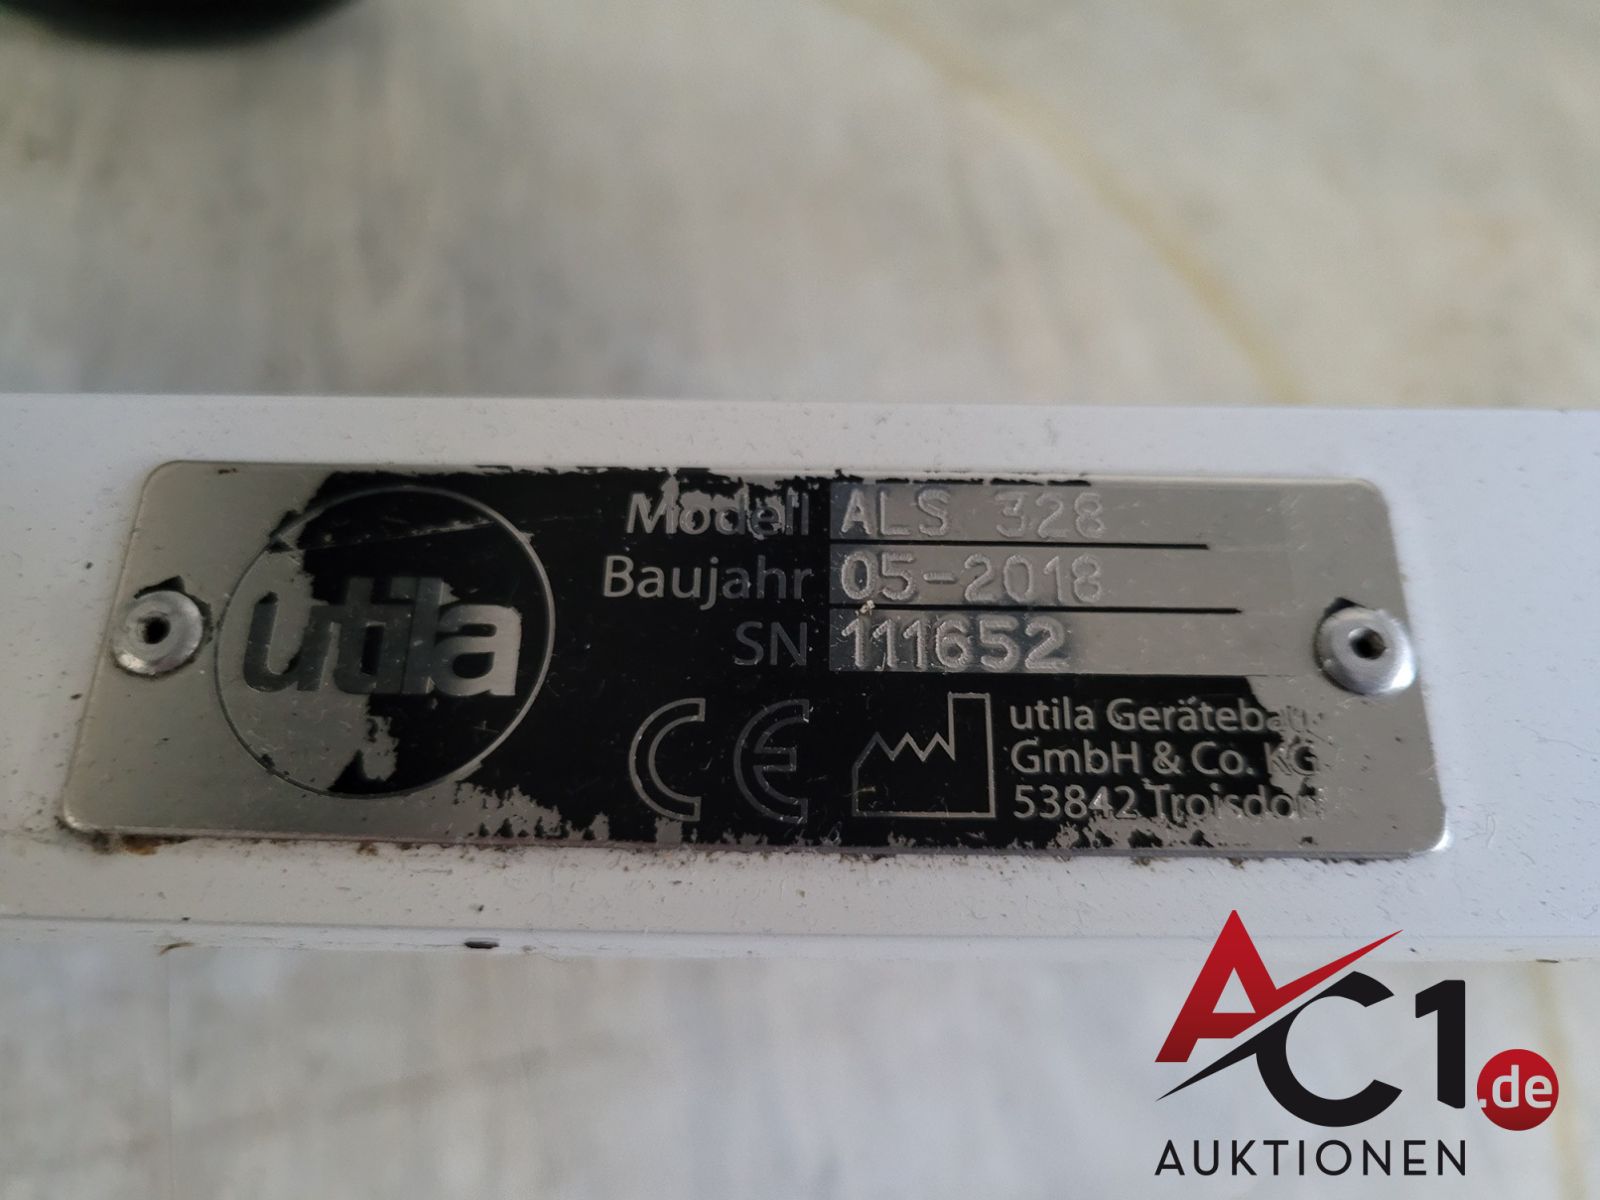 utila
Modell ALS 328
Baujahr 05-2018
SN 111652
CE
utila Gerätebau
GmbH & Co. KG
53842 Troisdorf
AC1.de
AUKTIONEN